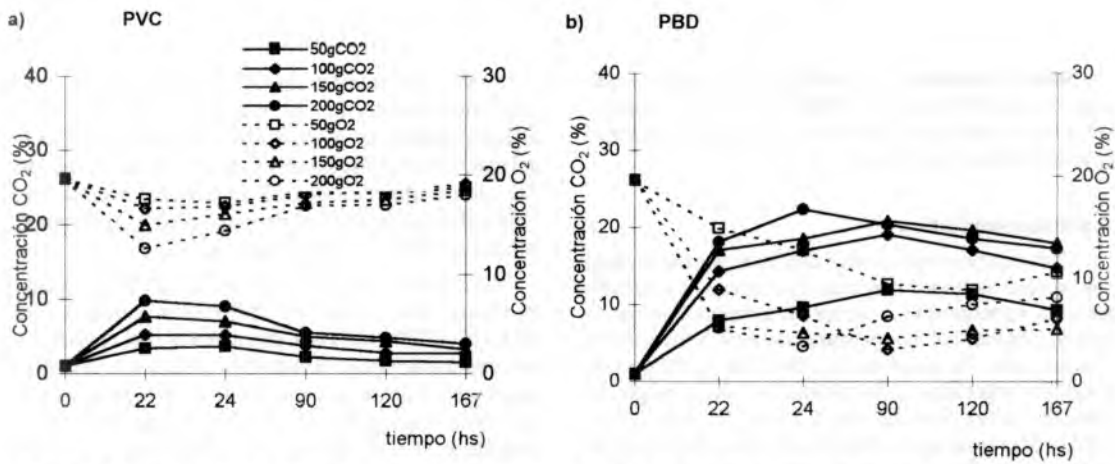 a) PVC
50gCO2
100gCO2
150gCO2
200gCO2
50gO2
100gO2
150gO2
200gO2
Concentración CO₂ (%)
40
30
20
10
0
Concentración O₂ (%)
30
20
10
0
0 22 24 90 120 167
tiempo (hs)
b) PBD
Concentración CO₂ (%)
40
30
20
10
0
Concentración O₂ (%)
30
20
10
0
0 22 24 90 120 167
tiempo (hs)